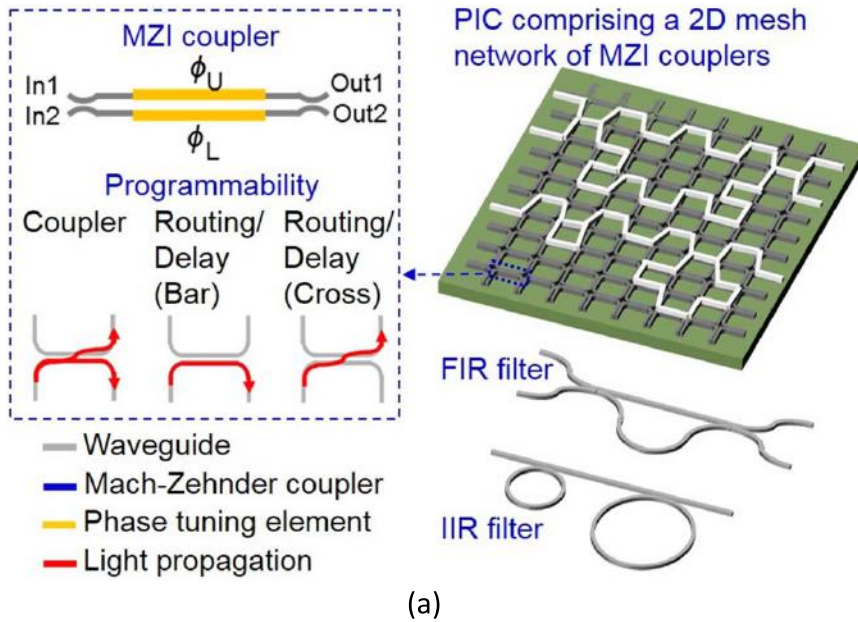 MZI coupler
ϕU
In1
Out1
In2
Out2
ϕL
Programmability
Coupler
Routing/
Delay
(Bar)
Routing/
Delay
(Cross)
Waveguide
Mach-Zehnder coupler
Phase tuning element
Light propagation
PIC comprising a 2D mesh
network of MZI couplers
FIR filter
IIR filter
(a)